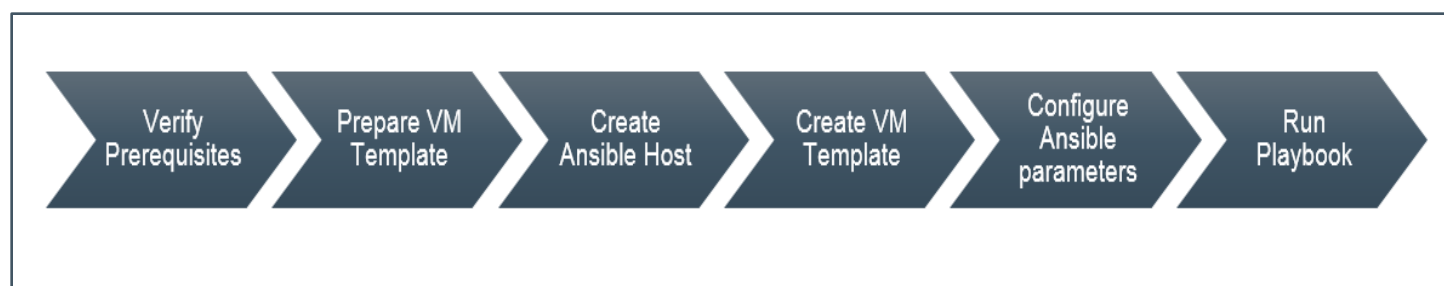 Verify
Prerequisites
Prepare VM
Template
Create
Ansible Host
Create VM
Template
Configure
Ansible
parameters
Run
Playbook